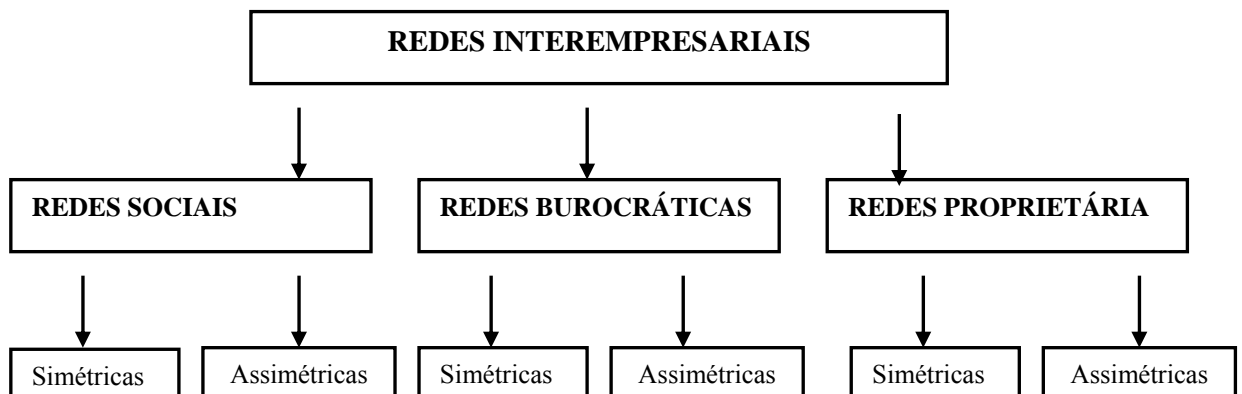 REDES INTEREMPRESARIAIS
REDES SOCIAIS
REDES BUROCRÁTICAS
REDES PROPRIETÁRIA
Simétricas
Assimétricas
Simétricas
Assimétricas
Simétricas
Assimétricas